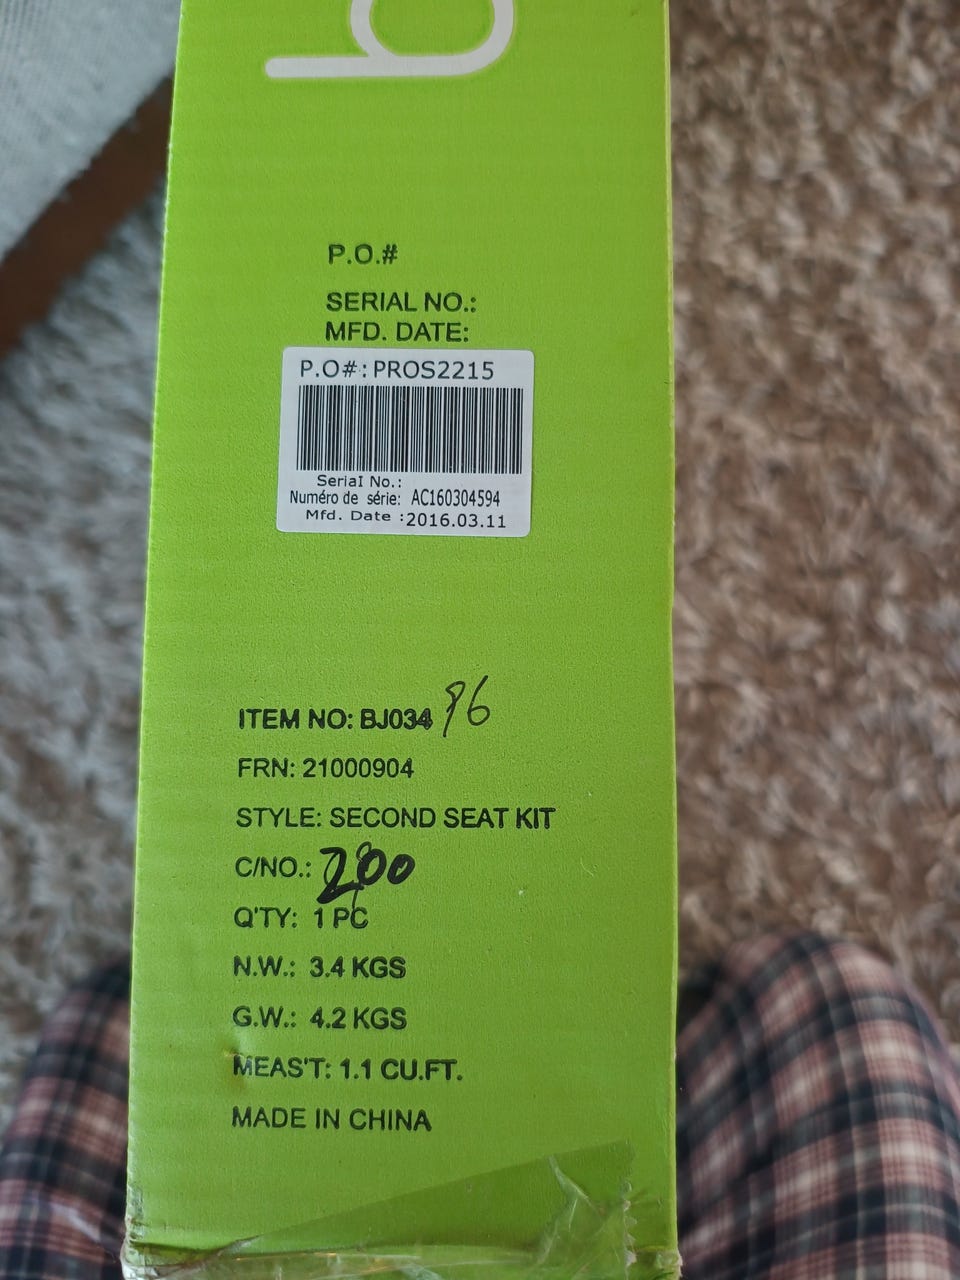 P.O.#
SERIAL NO.:
MFD. DATE:
P.O#:PROS2215
Serial No.:
Numéro de série: AC160304594
Mfd. Date :2016.03.11
ITEM NO: BJ034 96
FRN: 21000904
STYLE: SECOND SEAT KIT
C/NO.: 200
Q'TY: 1 PC
N.W.: 3.4 KGS
G.W.: 4.2 KGS
MEAS'T: 1.1 CU.FT.
MADE IN CHINA